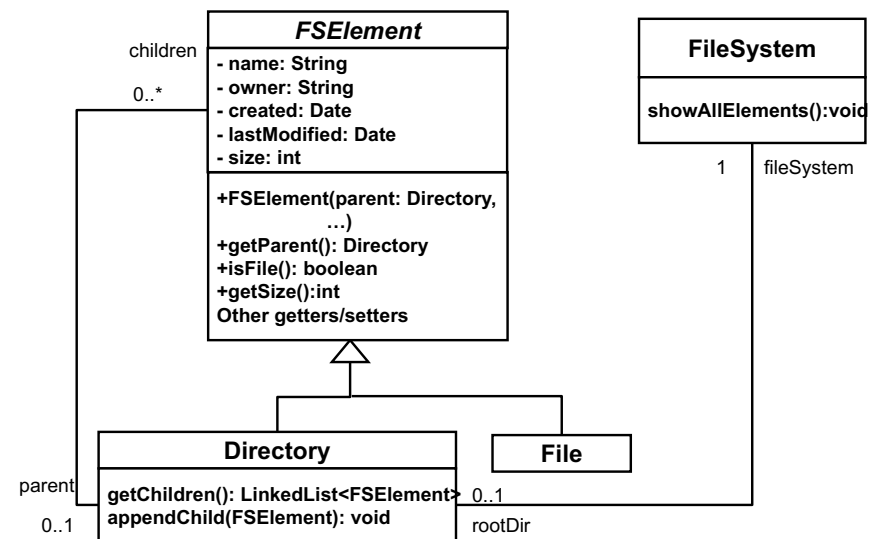 FSElement
- name: String
- owner: String
- created: Date
- lastModified: Date
- size: int
+FSElement(parent: Directory,
…)
+getParent(): Directory
+isFile(): boolean
+getSize():int
Other getters/setters
children
0..*
FileSystem
showAllElements():void
1 fileSystem
Directory
getChildren(): LinkedList<FSElement>
appendChild(FSElement): void
File
parent
0..1
0..1
rootDir